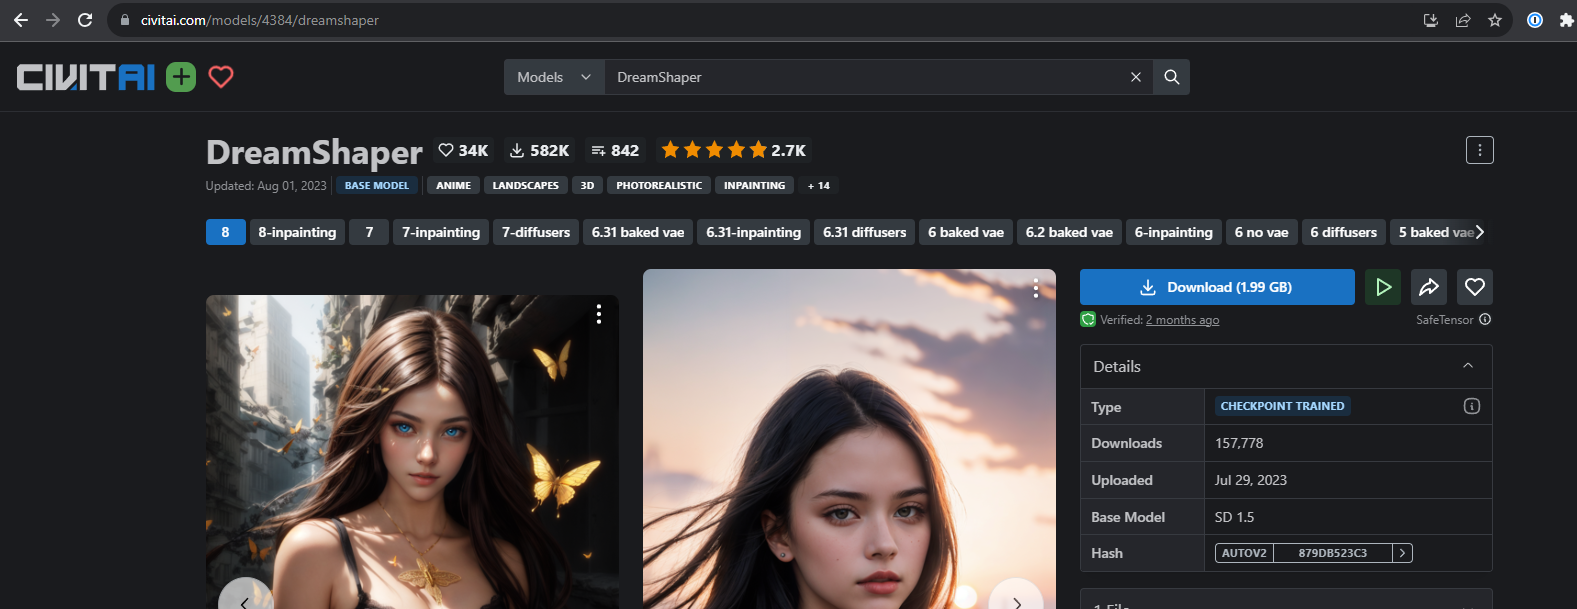 civitai.com/models/4384/dreamshaper
CIVITAI
Models
DreamShaper
DreamShaper 34K 582K 842 2.7K
Updated: Aug 01, 2023 BASE MODEL ANIME LANDSCAPES 3D PHOTOREALISTIC INPAINTING + 14
8 8-inpainting 7 7-inpainting 7-diffusers 6.31 baked vae 6.31-inpainting 6.31 diffusers 6 baked vae 6.2 baked vae 6-inpainting 6 no vae 6 diffusers 5 baked vae
Download (1.99 GB)
Verified: 2 months ago SafeTensor
Details
Type CHECKPOINT TRAINED
Downloads 157,778
Uploaded Jul 29, 2023
Base Model SD 1.5
Hash AUTOV2 879DB523C3
1 File